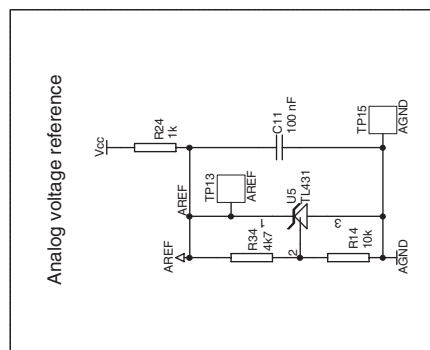 Analog voltage reference
Vcc
R24
1k
AREF
AREF
TP13
AREF
C11
100 nF
TP15
AGND
R34
4k7
1
U5
TL431
2
3
R14
10k
AGND